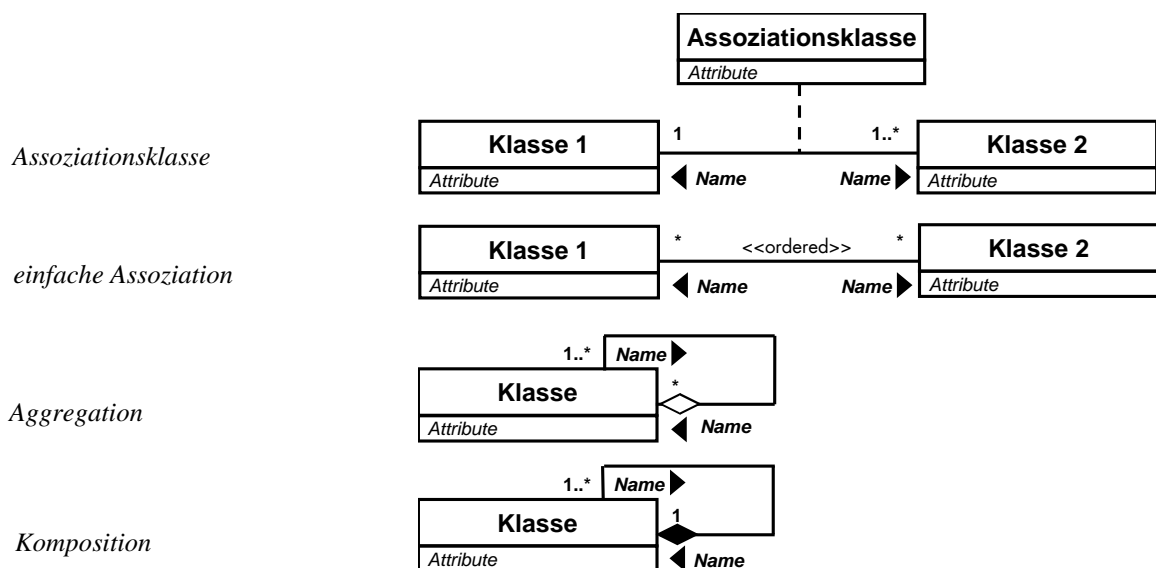 Assoziationsklasse
Attribute
Assoziationsklasse
Klasse 1
Attribute
1
1..*
Name
Name
Klasse 2
Attribute
einfache Assoziation
Klasse 1
Attribute
*
<<ordered>>
*
Name
Name
Klasse 2
Attribute
Aggregation
1..*
Name
Klasse
*
Attribute
Name
Komposition
1..*
Name
Klasse
1
Attribute
Name